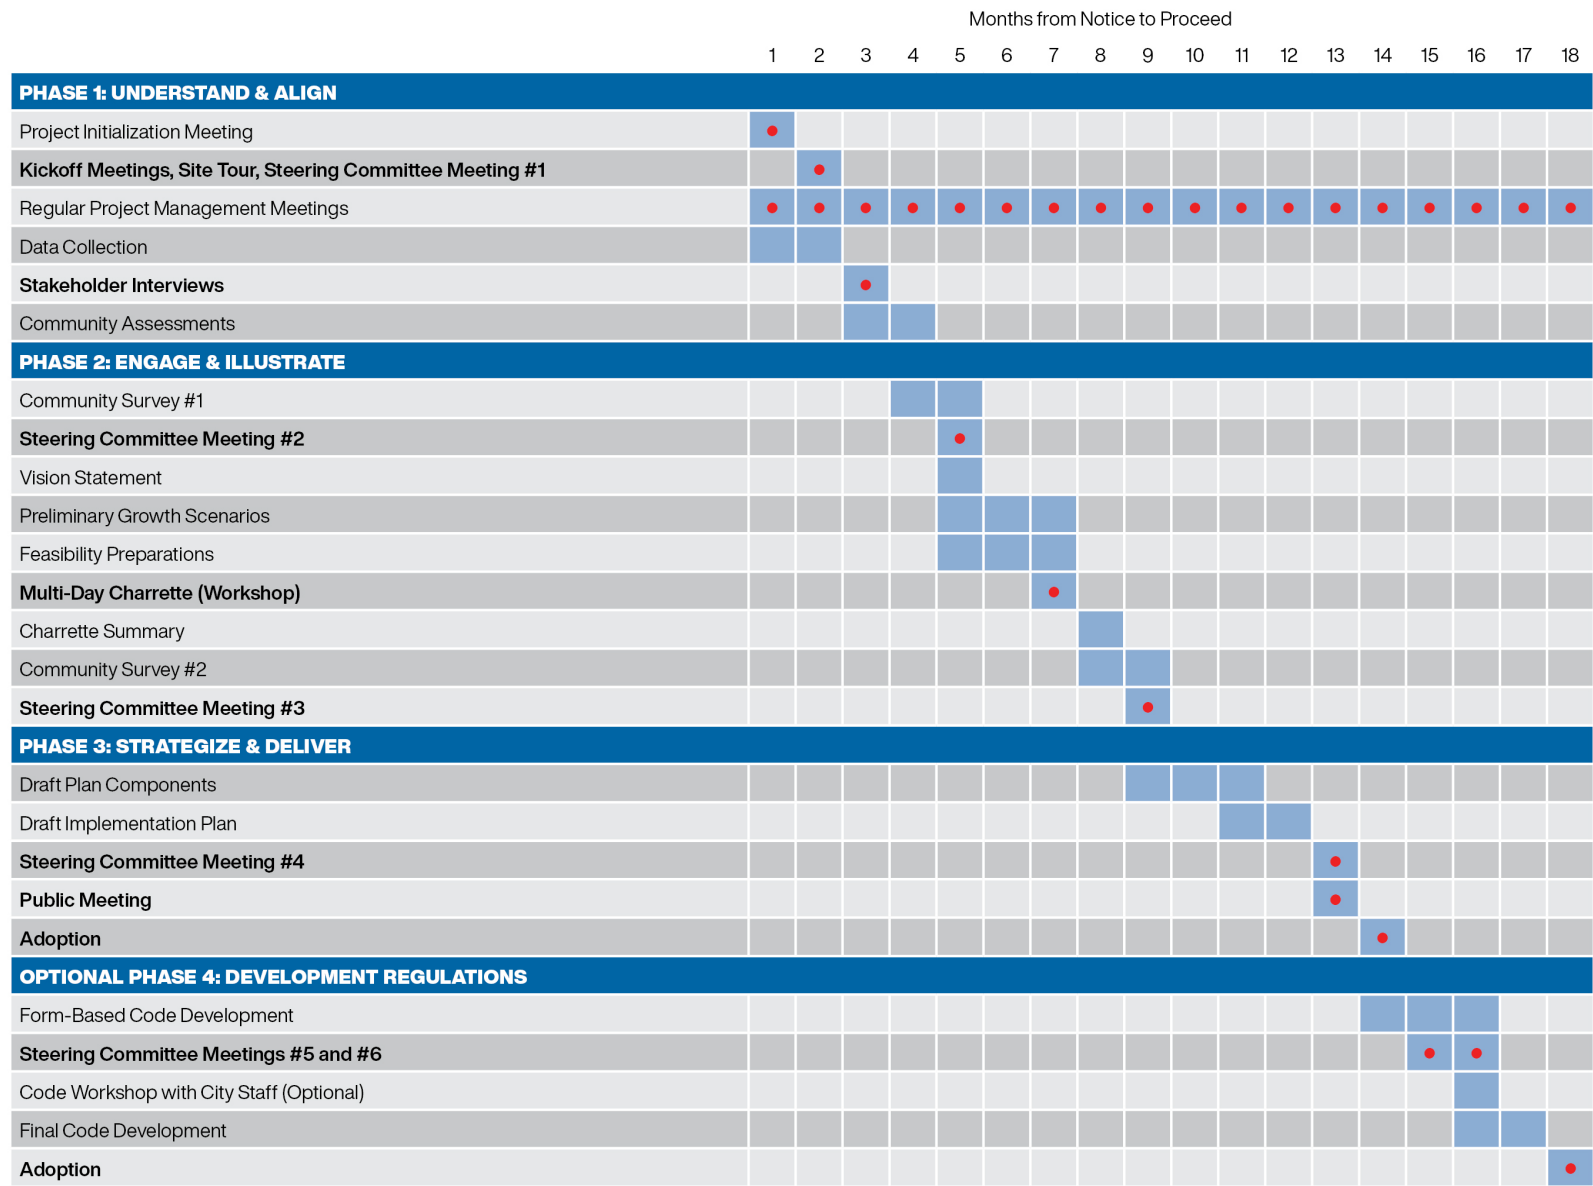 Months from Notice to Proceed
1 2 3 4 5 6 7 8 9 10 11 12 13 14 15 16 17 18
PHASE 1: UNDERSTAND & ALIGN
Project Initialization Meeting
Kickoff Meetings, Site Tour, Steering Committee Meeting #1
Regular Project Management Meetings
Data Collection
Stakeholder Interviews
Community Assessments
PHASE 2: ENGAGE & ILLUSTRATE
Community Survey #1
Steering Committee Meeting #2
Vision Statement
Preliminary Growth Scenarios
Feasibility Preparations
Multi-Day Charrette (Workshop)
Charrette Summary
Community Survey #2
Steering Committee Meeting #3
PHASE 3: STRATEGIZE & DELIVER
Draft Plan Components
Draft Implementation Plan
Steering Committee Meeting #4
Public Meeting
Adoption
OPTIONAL PHASE 4: DEVELOPMENT REGULATIONS
Form-Based Code Development
Steering Committee Meetings #5 and #6
Code Workshop with City Staff (Optional)
Final Code Development
Adoption